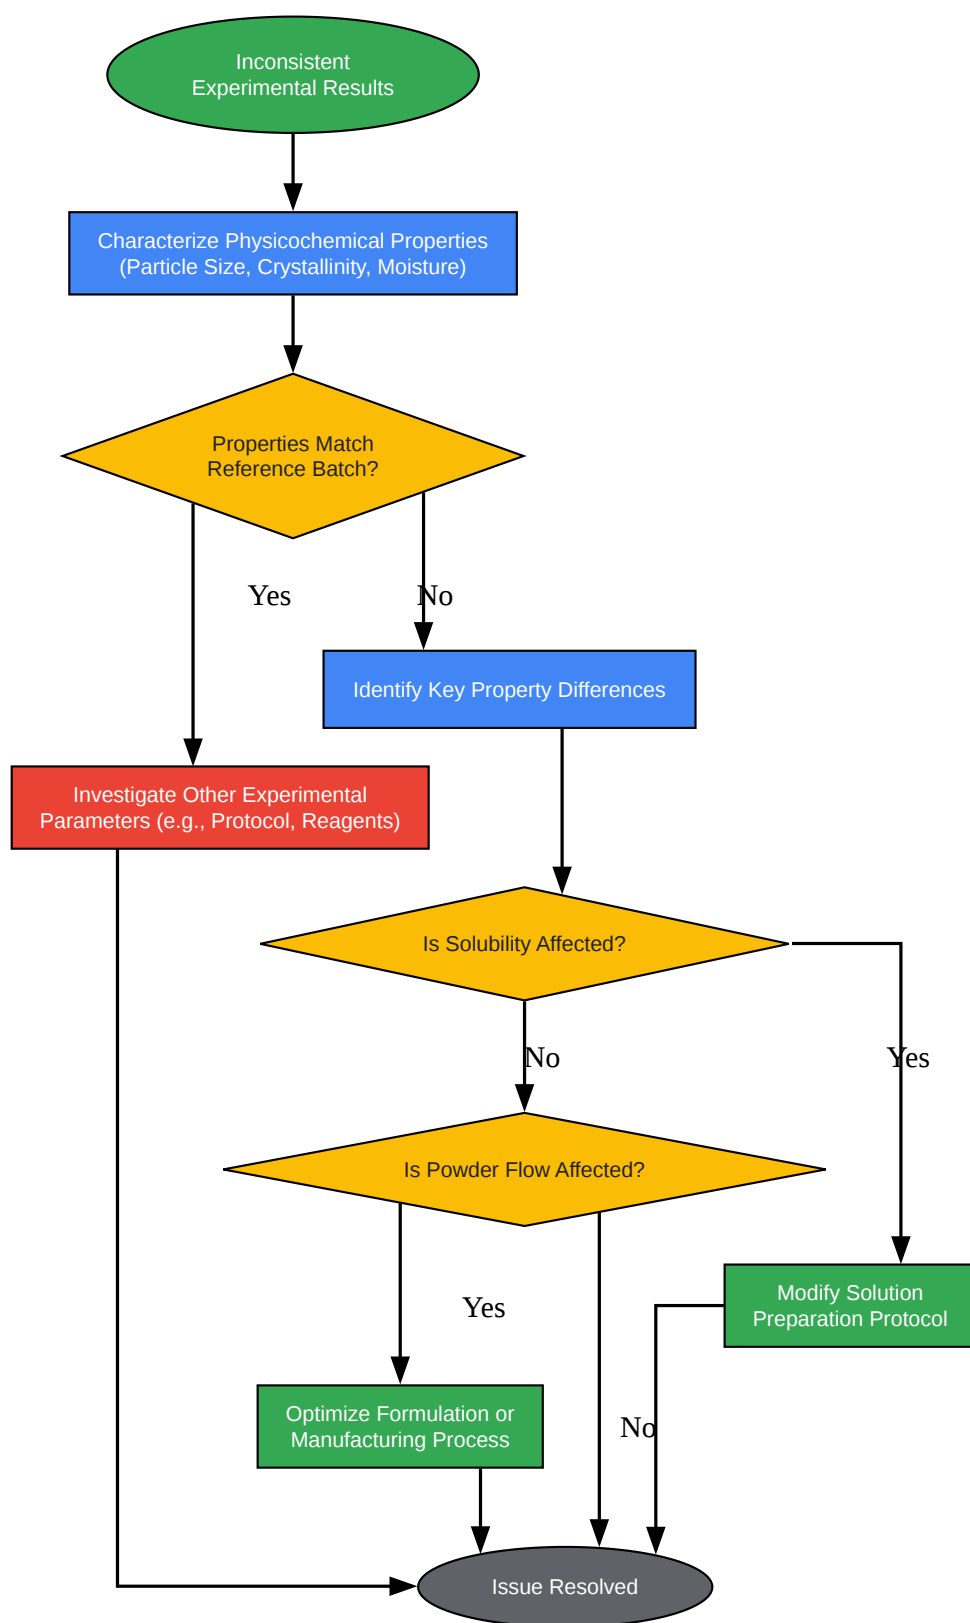 Inconsistent
Experimental Results
Characterize Physicochemical Properties
(Particle Size, Crystallinity, Moisture)
Properties Match
Reference Batch?
Yes
No
Identify Key Property Differences
Investigate Other Experimental
Parameters (e.g., Protocol, Reagents)
Is Solubility Affected?
No
Yes
Is Powder Flow Affected?
Modify Solution
Preparation Protocol
Yes
Optimize Formulation or
Manufacturing Process
No
Issue Resolved